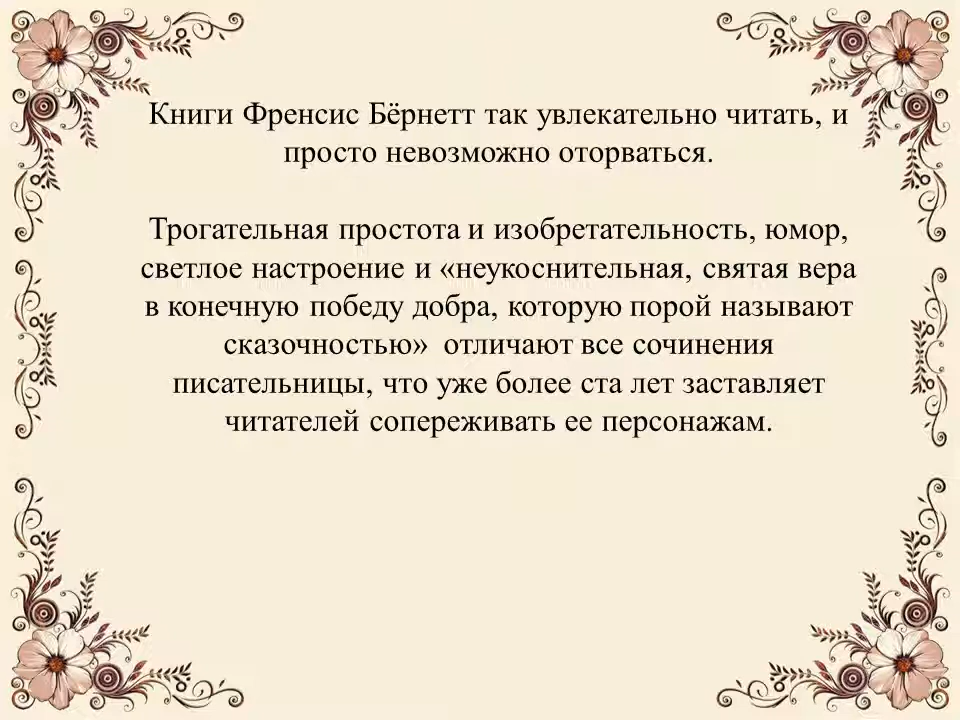 Книги Френсис Бёрнетт так увлекательно читать, и
просто невозможно оторваться.
Трогательная простота и изобретательность, юмор,
светлое настроение и «неукоснительная, святая вера
в конечную победу добра, которую порой называют
сказочностью»  отличают все сочинения
писательницы, что уже более ста лет заставляет
читателей сопереживать ее персонажам.